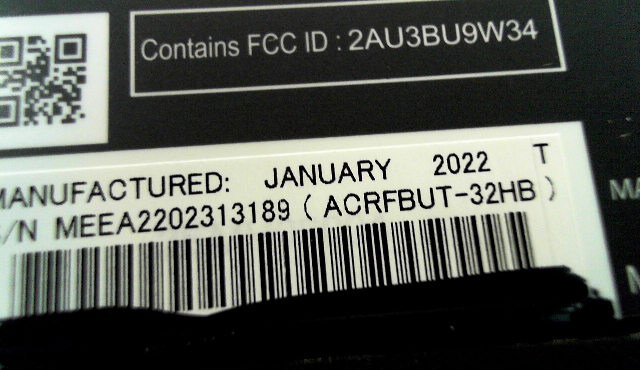 Contains FCC ID : 2AU3BU9W34
MANUFACTURED: JANUARY 2022 T
S/N MEEA2202313189 ( ACRFBUT-32HB )